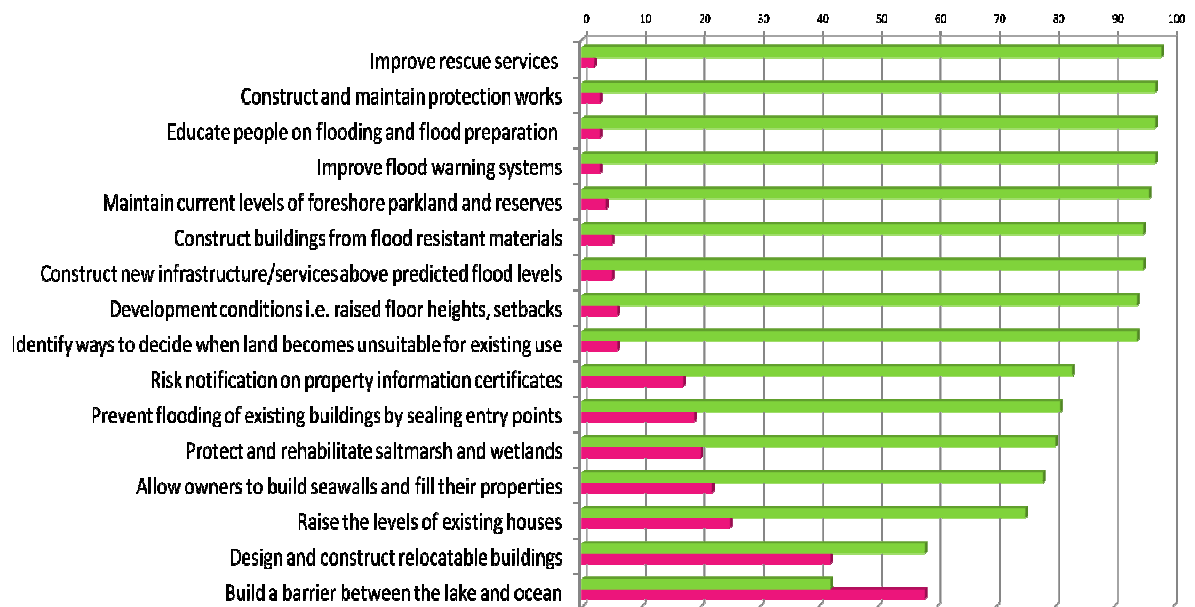 0 10 20 30 40 50 60 70 80 90 100
Improve rescue services
Construct and maintain protection works
Educate people on flooding and flood preparation
Improve flood warning systems
Maintain current levels of foreshore parkland and reserves
Construct buildings from flood resistant materials
Construct new infrastructure/services above predicted flood levels
Development conditions i.e. raised floor heights, setbacks
Identify ways to decide when land becomes unsuitable for existing use
Risk notification on property information certificates
Prevent flooding of existing buildings by sealing entry points
Protect and rehabilitate saltmarsh and wetlands
Allow owners to build seawalls and fill their properties
Raise the levels of existing houses
Design and construct relocatable buildings
Build a barrier between the lake and ocean